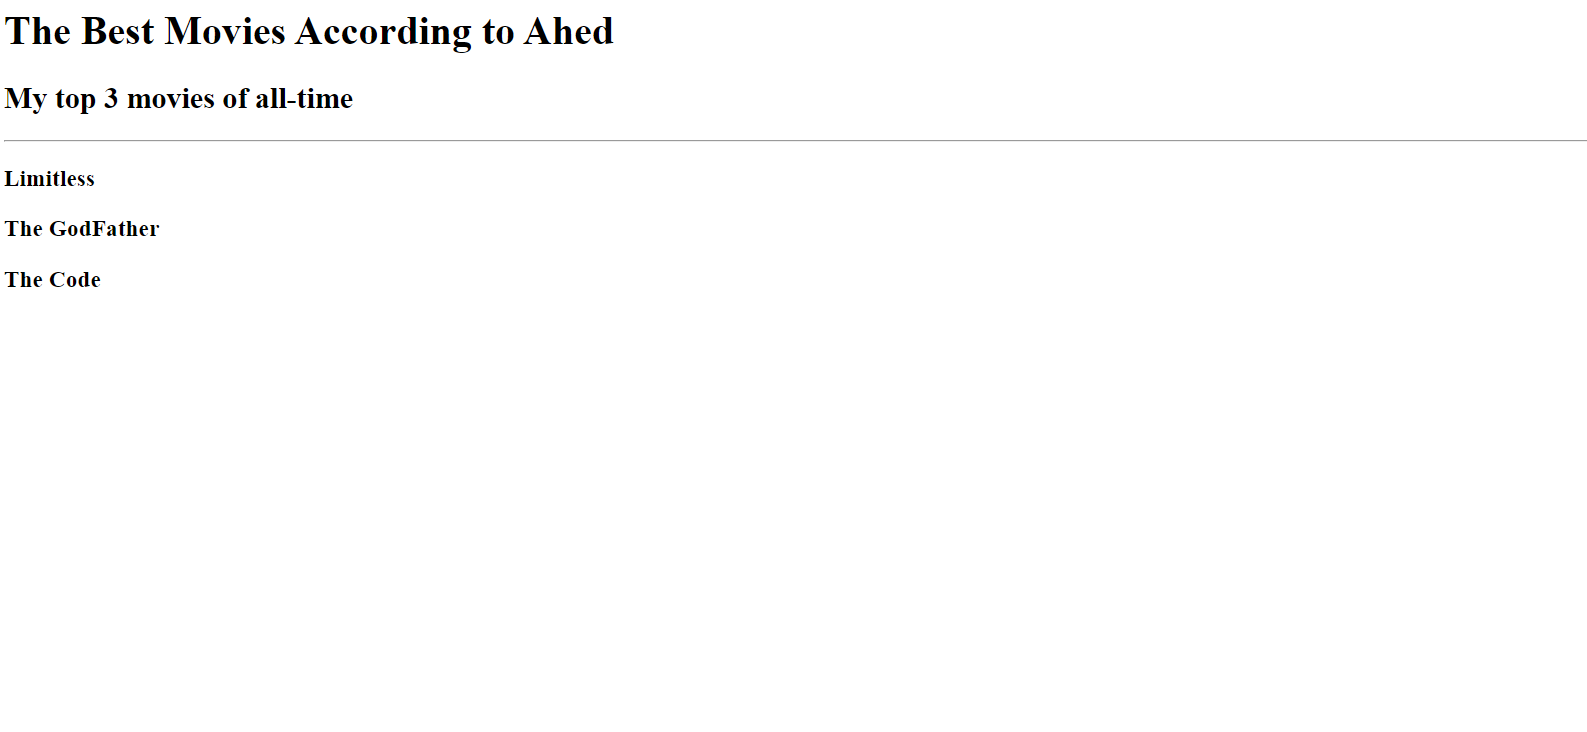 The Best Movies According to Ahed
My top 3 movies of all-time
Limitless
The GodFather
The Code